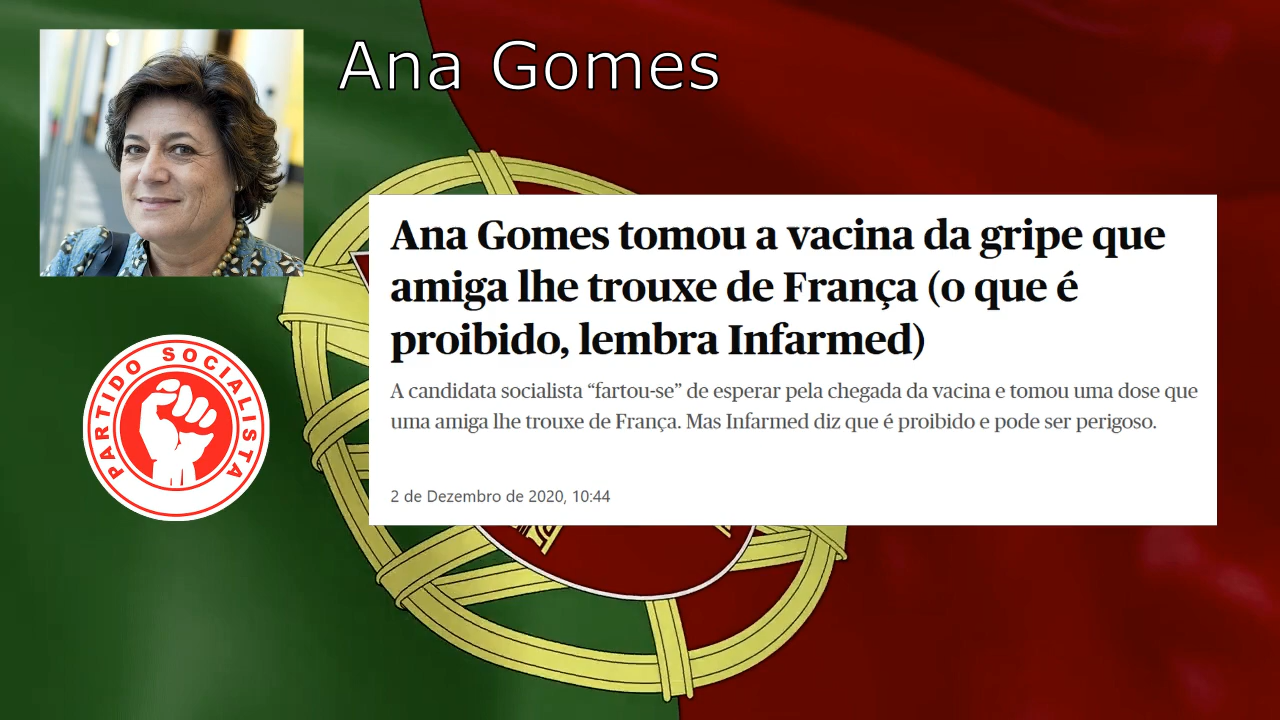 Ana Gomes
Ana Gomes tomou a vacina da gripe que
amiga lhe trouxe de França (o que é
proibido, lembra Infarmed)
A candidata socialista “fartou-se” de esperar pela chegada da vacina e tomou uma dose que
uma amiga lhe trouxe de França. Mas Infarmed diz que é proibido e pode ser perigoso.
PARTIDO SOCIALISTA
2 de Dezembro de 2020, 10:44